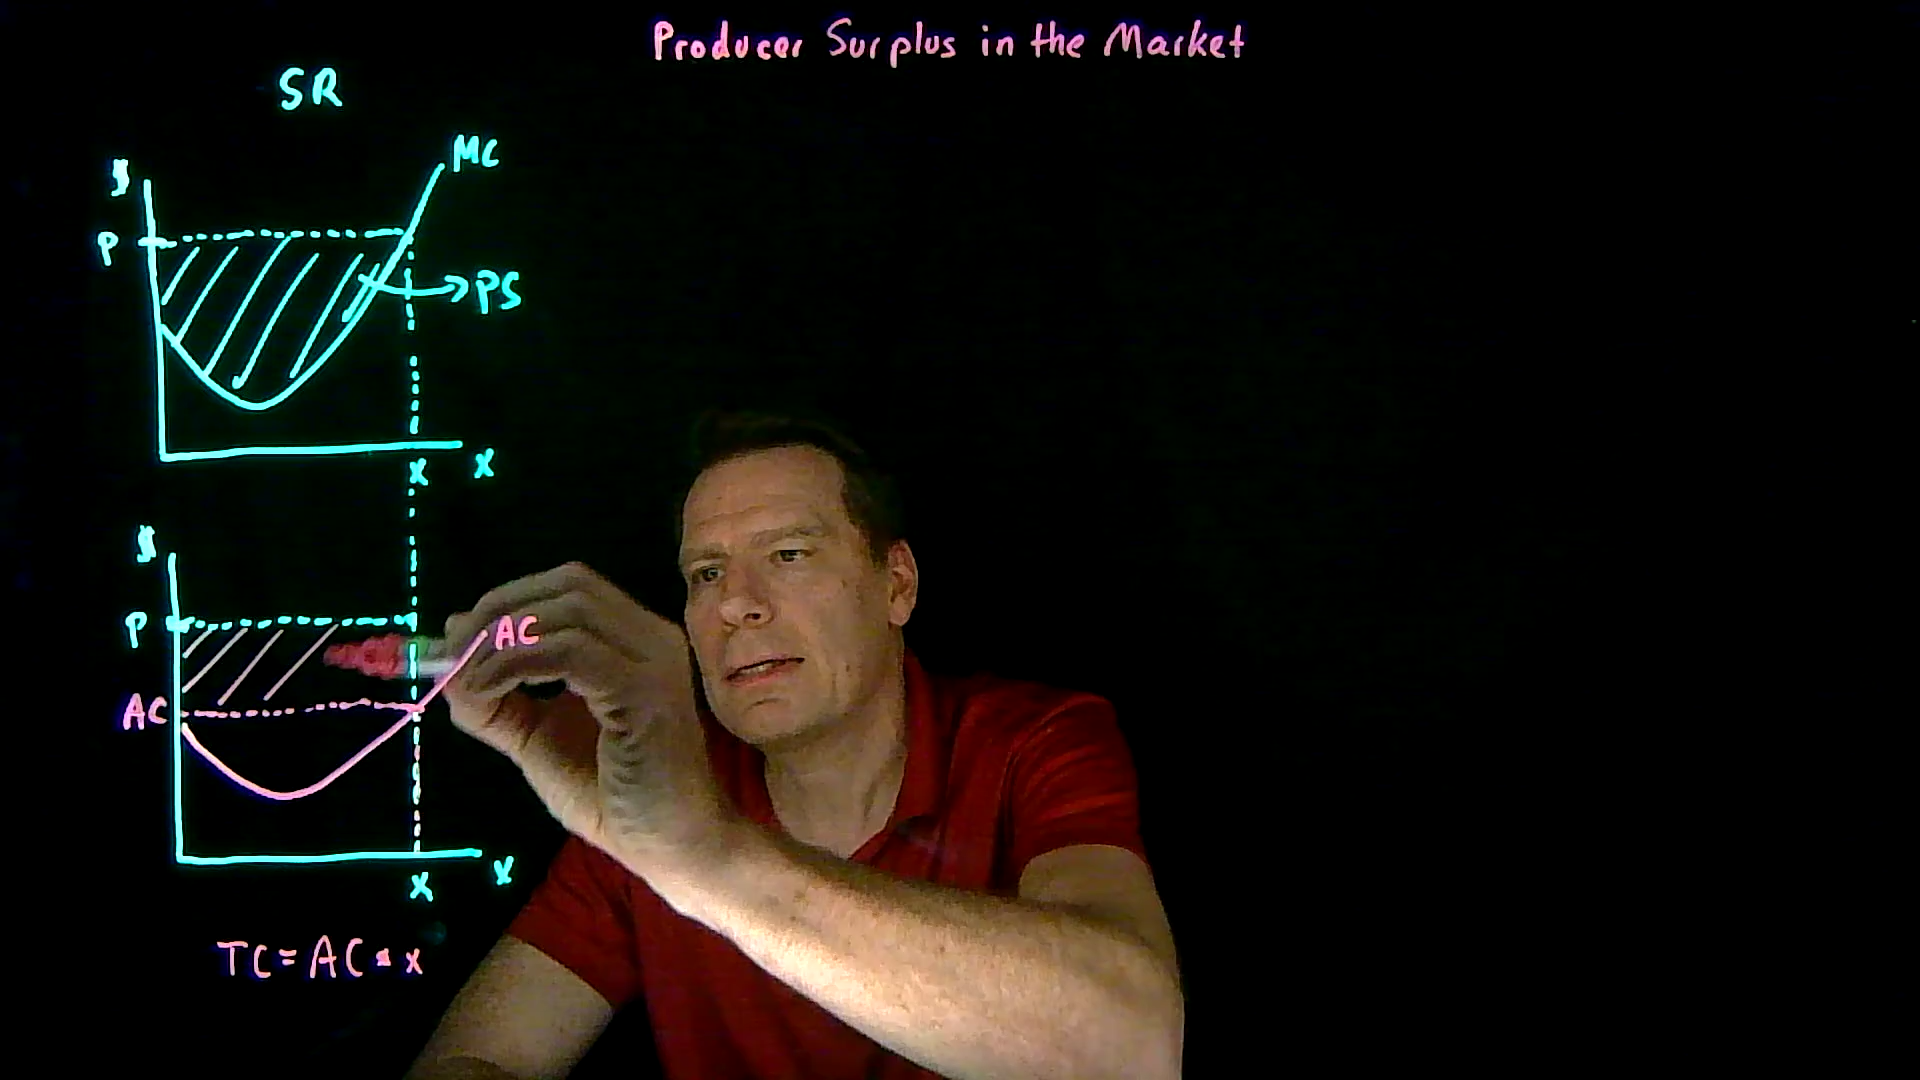 Producer Surplus in the Market
SR
$
MC
P
PS
x
x
$
P
AC
AC
x
x
TC = AC * x